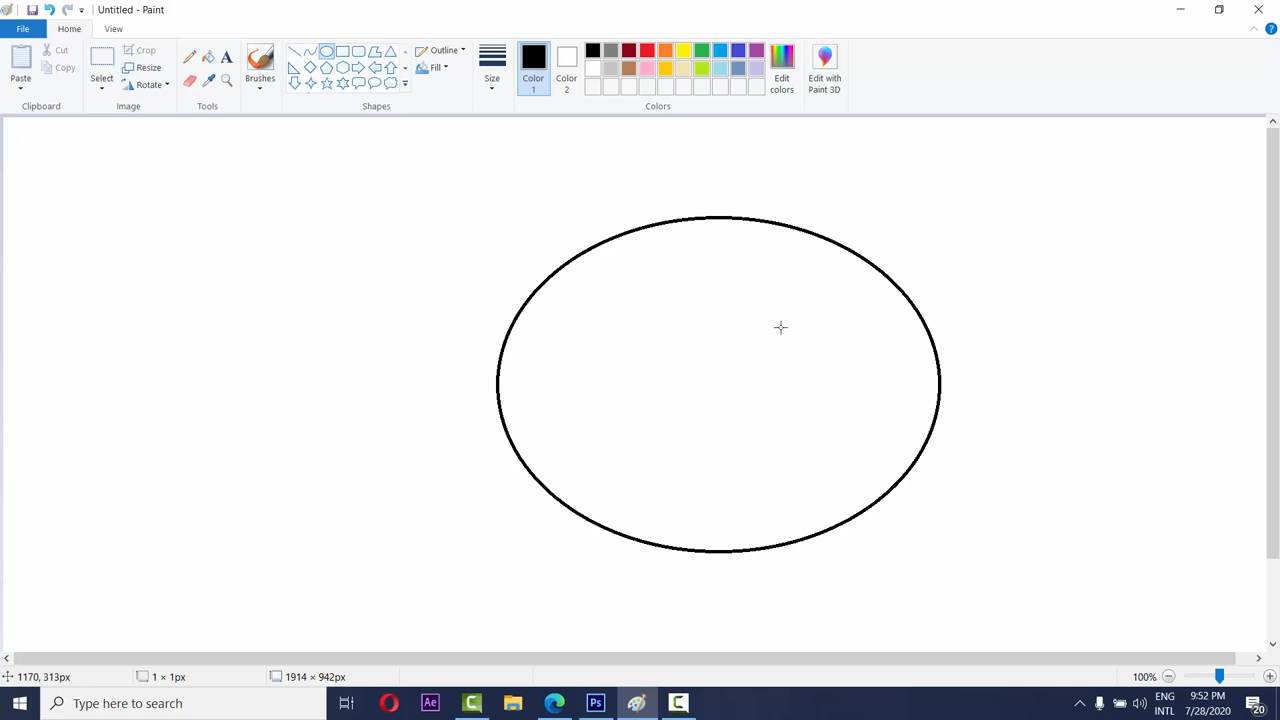 Untitled - Paint
File
Home
View
Paste
Cut
Copy
Clipboard
Select
Crop
Resize
Rotate
Image
A
Tools
Brushes
Outline
Fill
Shapes
Size
Color
1
Color
2
Edit
colors
Colors
Edit with
Paint 3D
1170, 313px
1 × 1px
1914 × 942px
100%
Type here to search
Ae
C
Ps
C
ENG
INTL
9:52 PM
7/28/2020
20